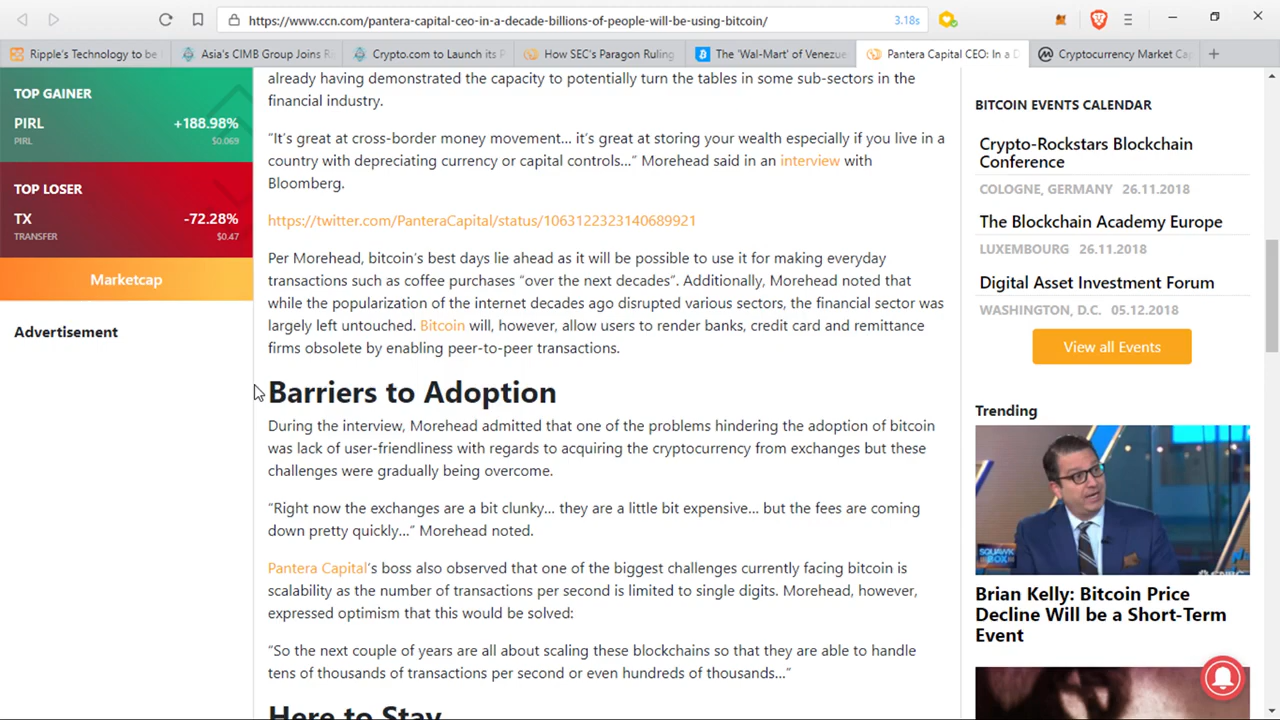 https://www.ccn.com/pantera-capital-ceo-in-a-decade-billions-of-people-will-be-using-bitcoin/
3.18s
Ripple's Technology to be
Asia's CIMB Group Joins R
Crypto.com to Launch its P
How SEC's Paragon Ruling
The 'Wal-Mart' of Venezue
Pantera Capital CEO: In a D
Cryptocurrency Market Ca
TOP GAINER
PIRL +188.98%
PIRL $0.069
TOP LOSER
TX -72.28%
TRANSFER $0.47
Marketcap
Advertisement
already having demonstrated the capacity to potentially turn the tables in some sub-sectors in the
financial industry.
“It’s great at cross-border money movement… it’s great at storing your wealth especially if you live in a
country with depreciating currency or capital controls…” Morehead said in an interview with
Bloomberg.
https://twitter.com/PanteraCapital/status/1063122323140689921
Per Morehead, bitcoin’s best days lie ahead as it will be possible to use it for making everyday
transactions such as coffee purchases “over the next decades”. Additionally, Morehead noted that
while the popularization of the internet decades ago disrupted various sectors, the financial sector was
largely left untouched. Bitcoin will, however, allow users to render banks, credit card and remittance
firms obsolete by enabling peer-to-peer transactions.
Barriers to Adoption
During the interview, Morehead admitted that one of the problems hindering the adoption of bitcoin
was lack of user-friendliness with regards to acquiring the cryptocurrency from exchanges but these
challenges were gradually being overcome.
“Right now the exchanges are a bit clunky… they are a little bit expensive… but the fees are coming
down pretty quickly…” Morehead noted.
Pantera Capital’s boss also observed that one of the biggest challenges currently facing bitcoin is
scalability as the number of transactions per second is limited to single digits. Morehead, however,
expressed optimism that this would be solved:
“So the next couple of years are all about scaling these blockchains so that they are able to handle
tens of thousands of transactions per second or even hundreds of thousands…”
Here to Stay
BITCOIN EVENTS CALENDAR
Crypto-Rockstars Blockchain
Conference
COLOGNE, GERMANY 26.11.2018
The Blockchain Academy Europe
LUXEMBOURG 26.11.2018
Digital Asset Investment Forum
WASHINGTON, D.C. 05.12.2018
View all Events
Trending
SQUAWK
BOX
Brian Kelly: Bitcoin Price
Decline Will be a Short-Term
Event